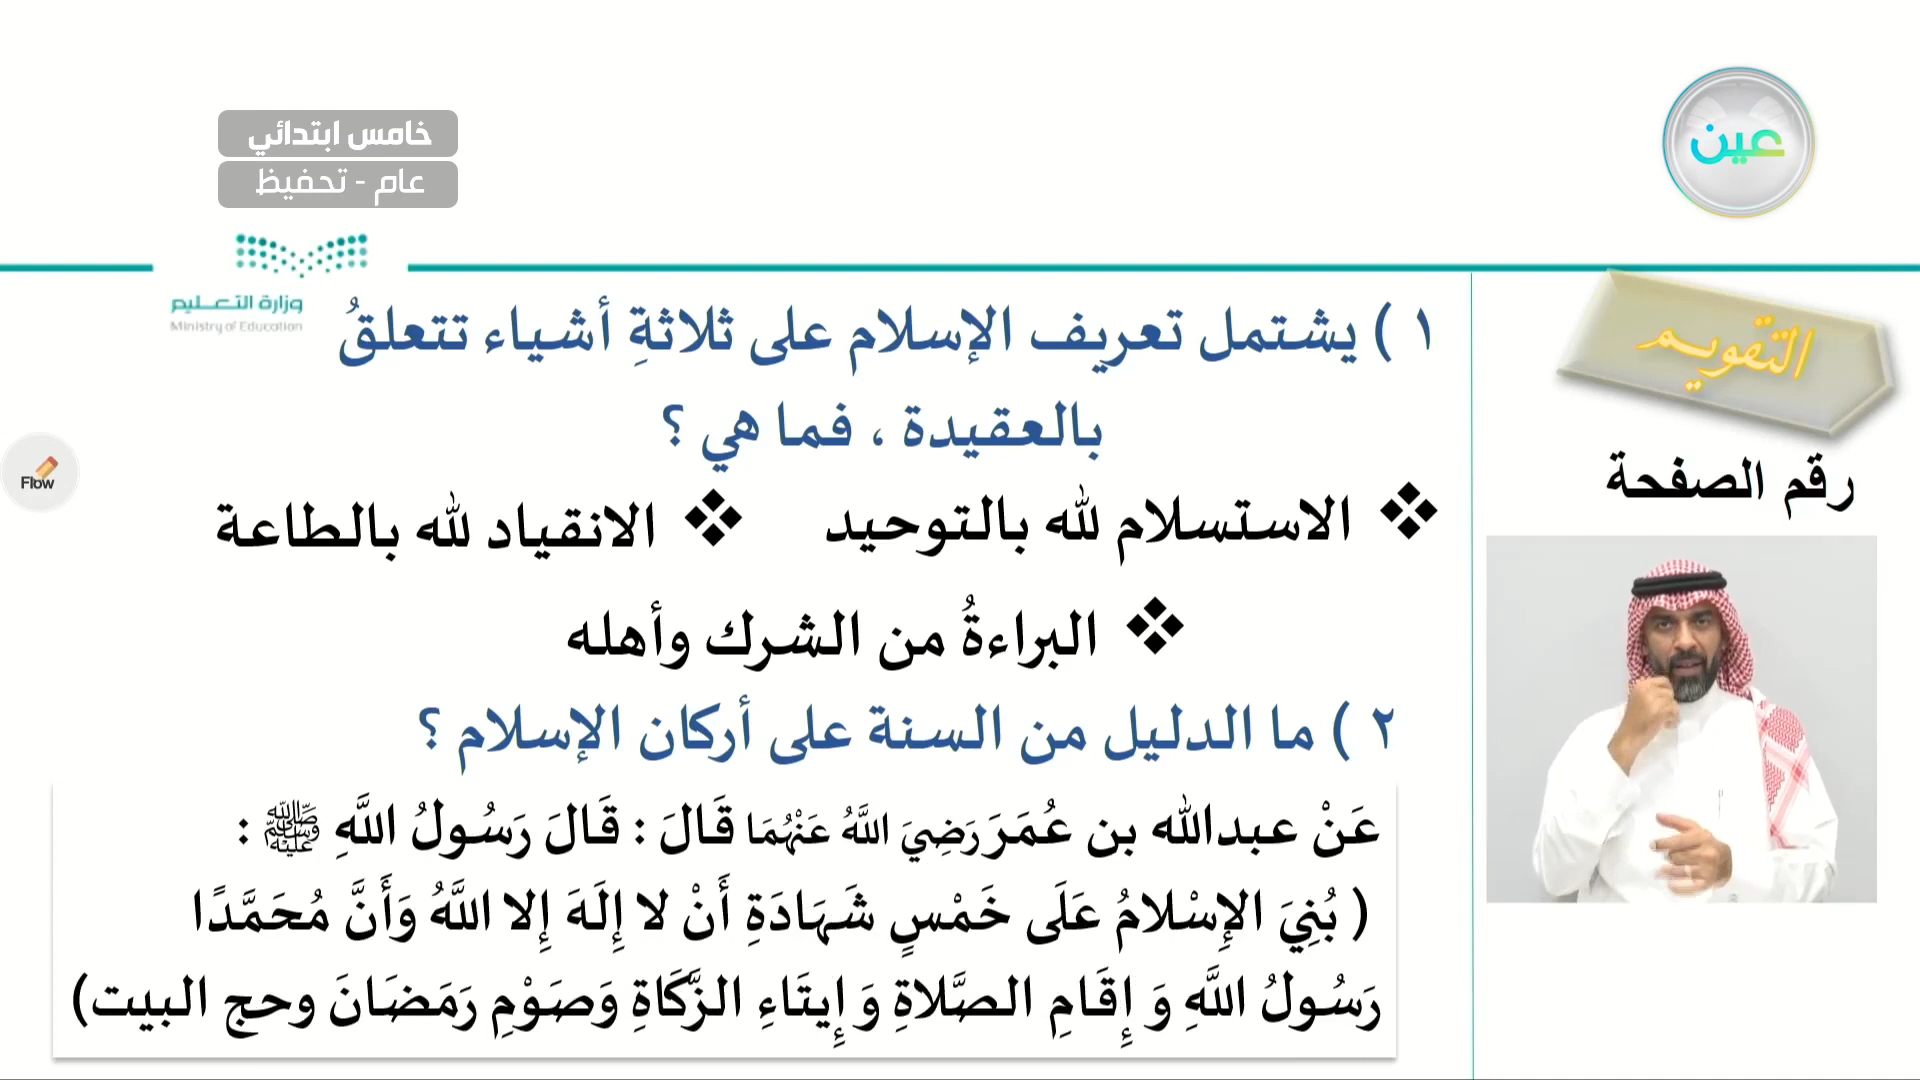 عين
خامس ابتدائي
عام - تحفيظ
وزارة التعليم
Ministry of Education
التقويم
رقم الصفحة
١ ) يشتمل تعريف الإسلام على ثلاثةِ أشياء تتعلقُ
بالعقيدة ، فما هي ؟
❖ الاستسلام لله بالتوحيد ❖ الانقياد لله بالطاعة
❖ البراءةُ من الشرك وأهله
٢ ) ما الدليل من السنة على أركان الإسلام ؟
عَنْ عبدالله بن عُمَرَ رَضِيَ اللَّهُ عَنْهُمَا قَالَ : قَالَ رَسُولُ اللَّهِ ﷺ :
( بُنِيَ الإِسْلامُ عَلَى خَمْسٍ شَهَادَةِ أَنْ لا إِلَهَ إِلا اللَّهُ وَأَنَّ مُحَمَّدًا
رَسُولُ اللَّهِ وَ إِقَامِ الصَّلاةِ وَ إِيتَاءِ الزَّكَاةِ وَصَوْمِ رَمَضَانَ وحج البيت)
Flow